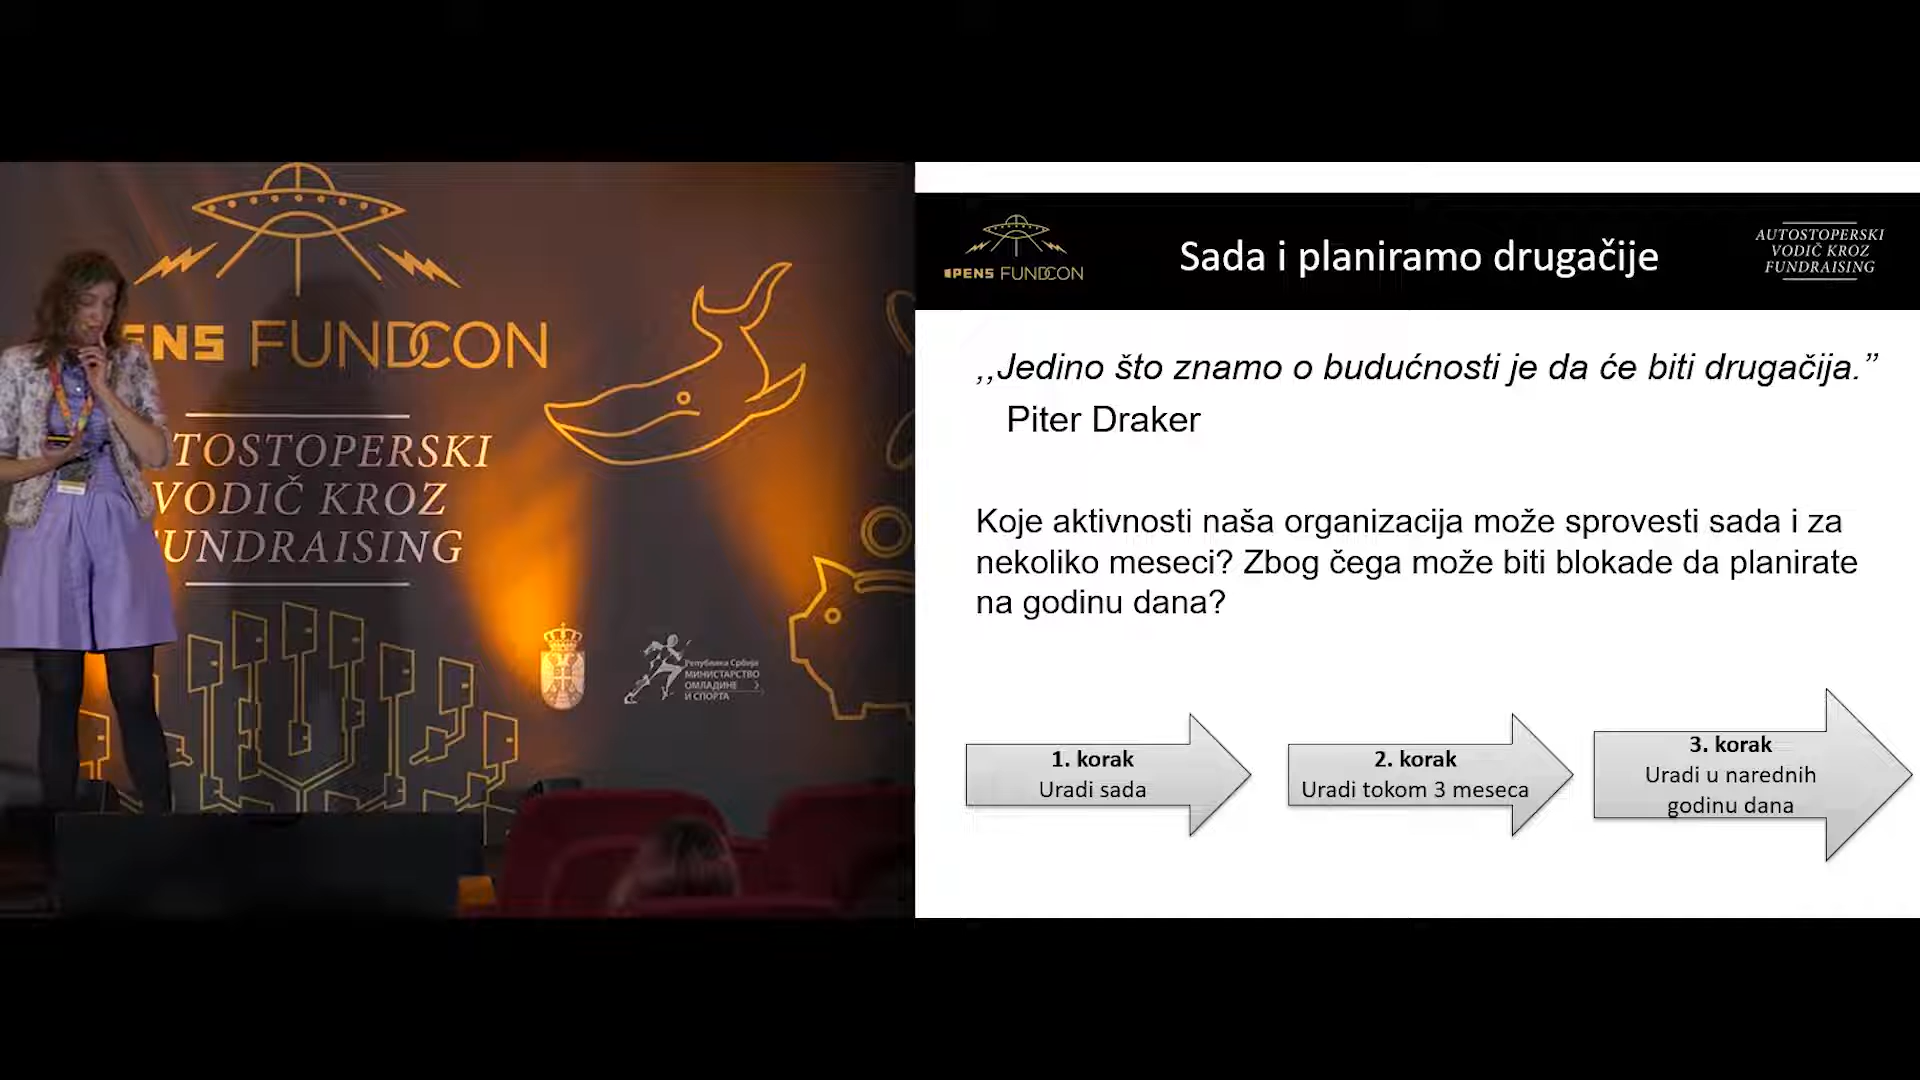 ENS FUNDCON
TOSTOPERSKI
VODIČ KROZ
FUNDRAISING
Република Србија
МИНИСТАРСТВО
ОМЛАДИНЕ
И СПОРТА
OPENS FUNDCON
Sada i planiramo drugačije
AUTOSTOPERSKI
VODIČ KROZ
FUNDRAISING
,,Jedino što znamo o budućnosti je da će biti drugačija.”
Piter Draker
Koje aktivnosti naša organizacija može sprovesti sada i za
nekoliko meseci? Zbog čega može biti blokade da planirate
na godinu dana?
1. korak
Uradi sada
2. korak
Uradi tokom 3 meseca
3. korak
Uradi u narednih
godinu dana